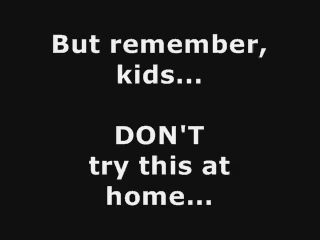 But remember,
kids...
DON'T
try this at
home...